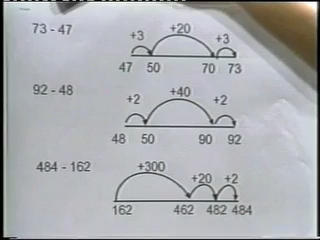 73 - 47
+3 +20 +3
47 50 70 73
92 - 48
+2 +40 +2
48 50 90 92
484 - 162
+300 +20 +2
162 462 482 484